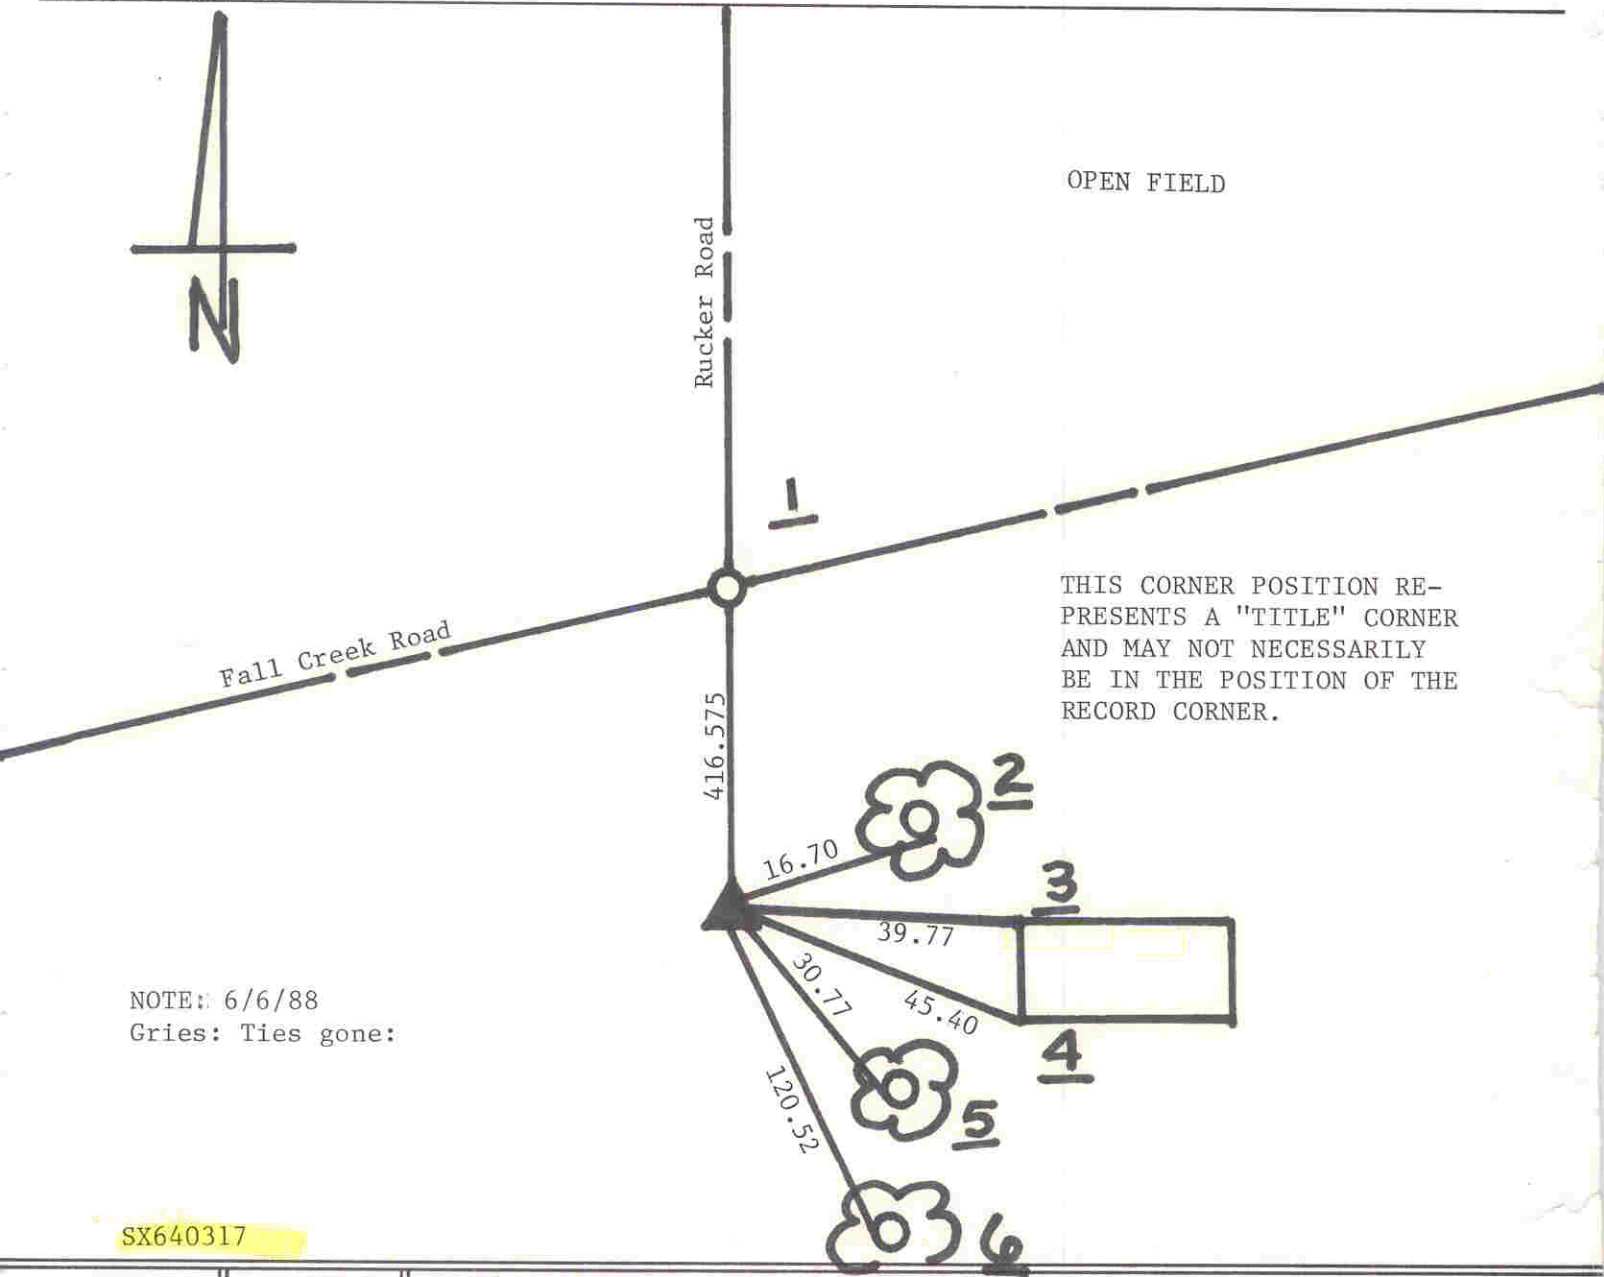 N
OPEN FIELD
Rucker Road
1
THIS CORNER POSITION RE-
PRESENTS A "TITLE" CORNER
AND MAY NOT NECESSARILY
BE IN THE POSITION OF THE
RECORD CORNER.
Fall Creek Road
416.575
2
16.70
3
39.77
30.77
45.40
4
NOTE: 6/6/88
Gries: Ties gone:
120.52
5
6
SX640317